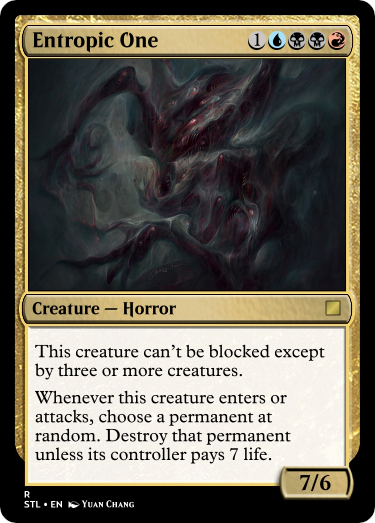 Entropic One 1
Creature — Horror
This creature can't be blocked except
by three or more creatures.
Whenever this creature enters or
attacks, choose a permanent at
random. Destroy that permanent
unless its controller pays 7 life.
7/6
R
STL • EN Yuan Chang